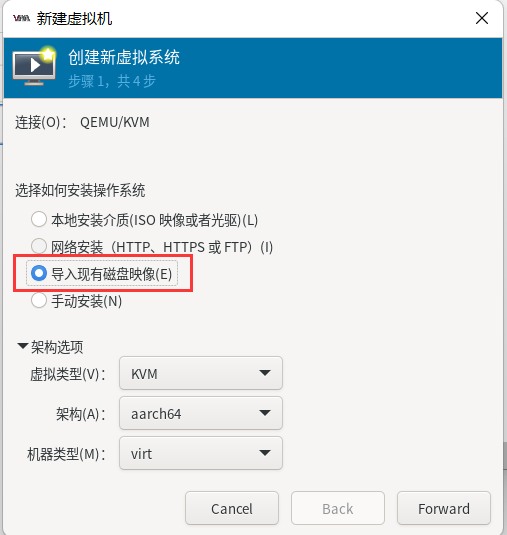 新建虚拟机
创建新虚拟系统
步骤 1，共 4 步
连接(O)： QEMU/KVM
选择如何安装操作系统
本地安装介质(ISO 映像或者光驱)(L)
网络安装（HTTP、HTTPS 或 FTP）(I)
导入现有磁盘映像(E)
手动安装(N)
架构选项
虚拟类型(V)： KVM
架构(A)： aarch64
机器类型(M)： virt
Cancel Back Forward